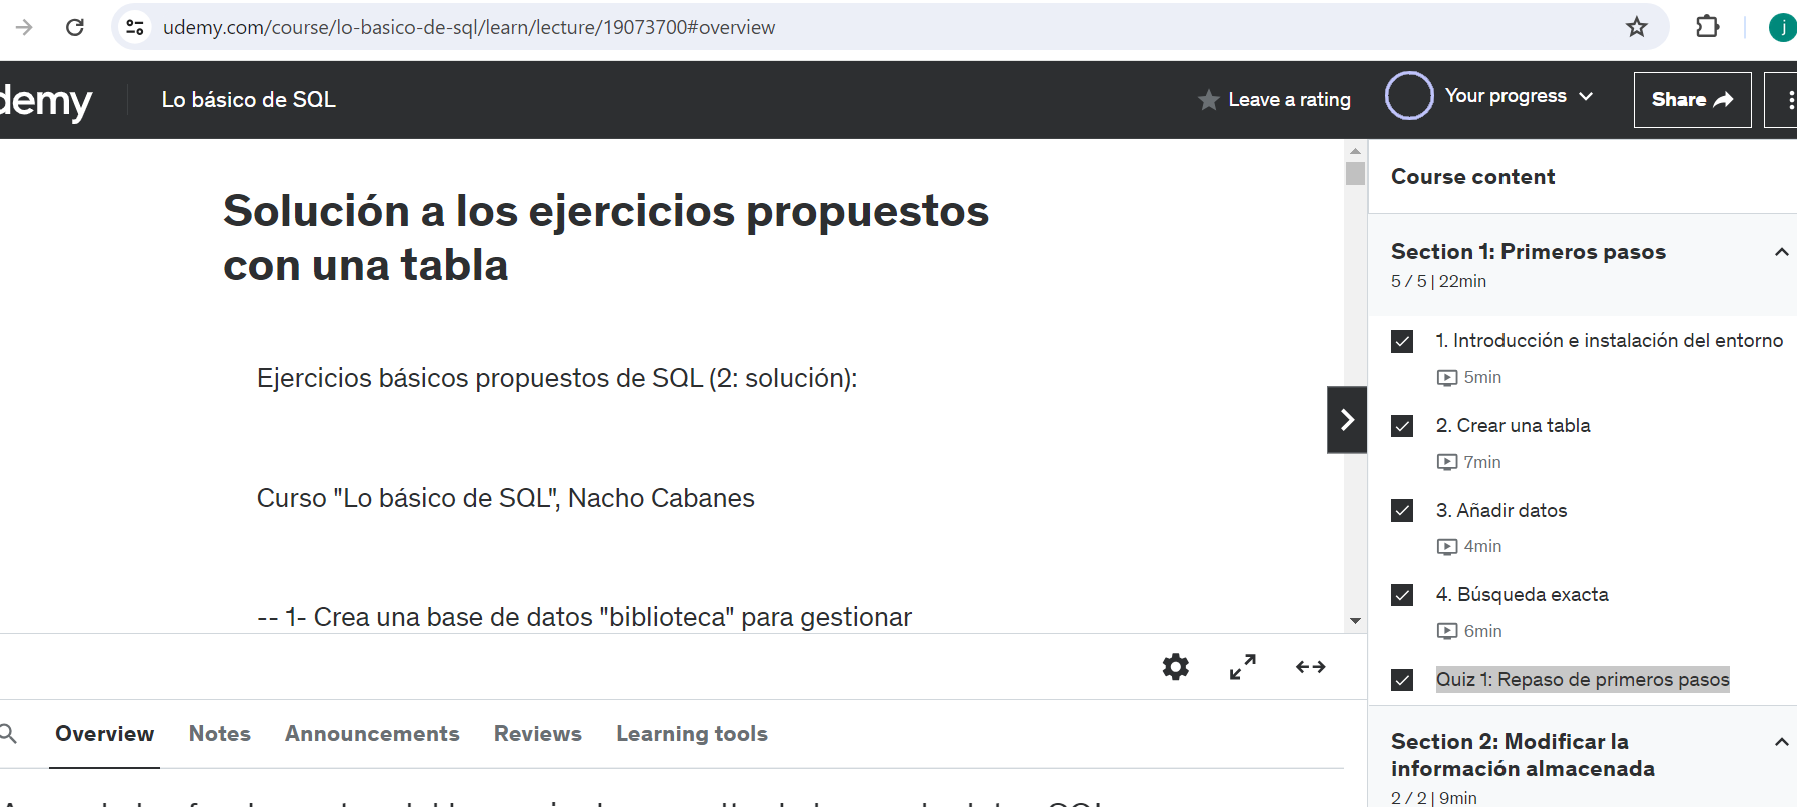 udemy.com/course/lo-basico-de-sql/learn/lecture/19073700#overview
j
demy
Lo básico de SQL
Leave a rating
Your progress
Share
Solución a los ejercicios propuestos
con una tabla
Ejercicios básicos propuestos de SQL (2: solución):
Curso "Lo básico de SQL", Nacho Cabanes
-- 1- Crea una base de datos "biblioteca" para gestionar
Overview
Notes
Announcements
Reviews
Learning tools
Course content
Section 1: Primeros pasos
5 / 5 | 22min
1. Introducción e instalación del entorno
5min
2. Crear una tabla
7min
3. Añadir datos
4min
4. Búsqueda exacta
6min
Quiz 1: Repaso de primeros pasos
Section 2: Modificar la
información almacenada
2 / 2 | 9min